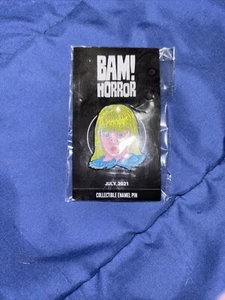 BAM!
HORROR
JULY, 2021
COLLECTIBLE ENAMEL PIN